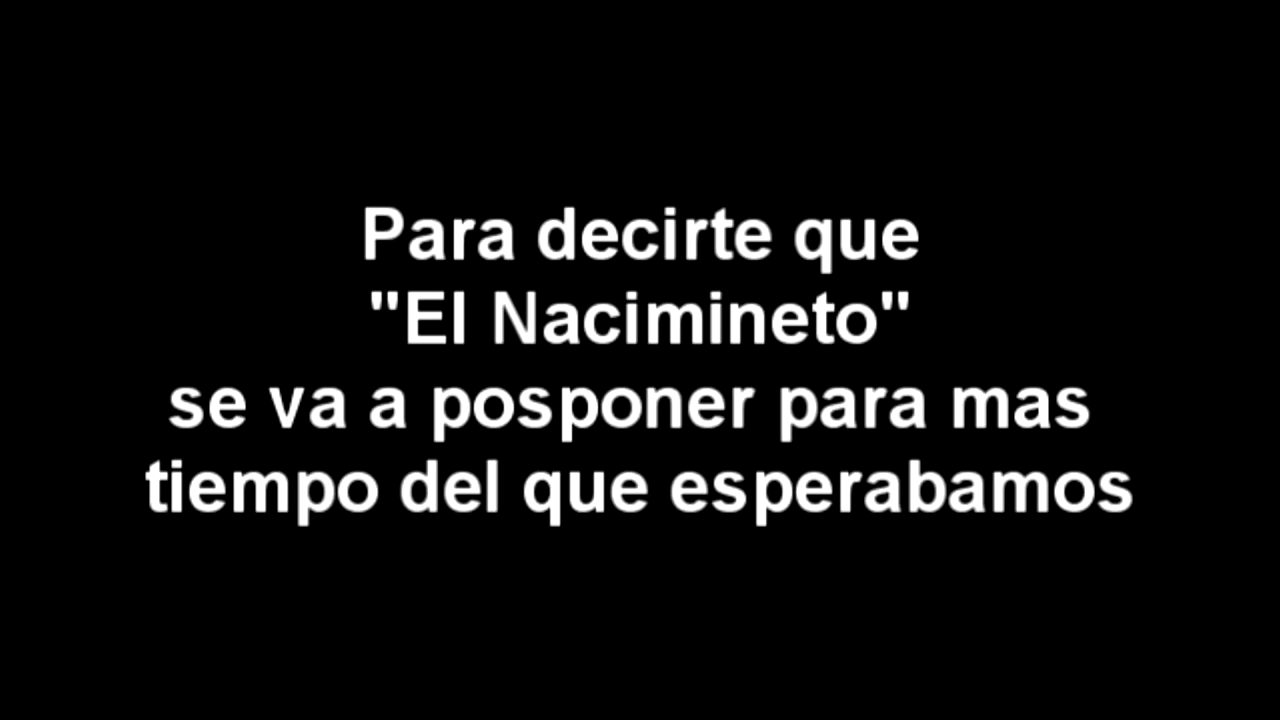 Para decirte que
"El Nacimineto"
se va a posponer para mas
tiempo del que esperabamos